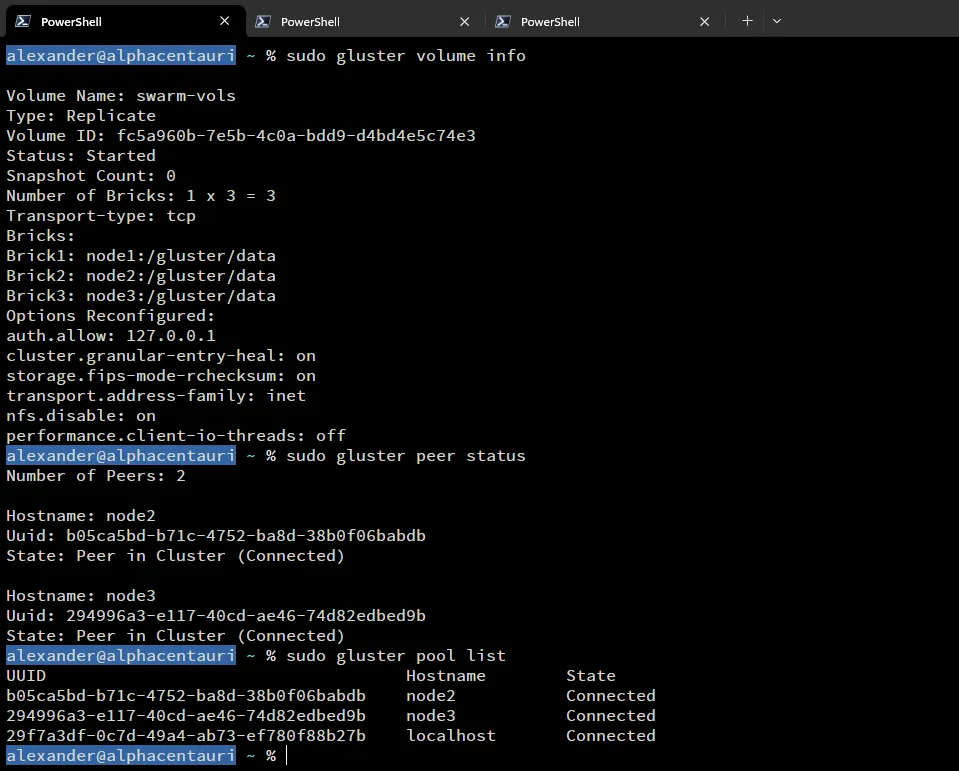 PowerShell PowerShell PowerShell
alexander@alphacentauri ~ % sudo gluster volume info
Volume Name: swarm-vols
Type: Replicate
Volume ID: fc5a960b-7e5b-4c0a-bdd9-d4bd4e5c74e3
Status: Started
Snapshot Count: 0
Number of Bricks: 1 x 3 = 3
Transport-type: tcp
Bricks:
Brick1: node1:/gluster/data
Brick2: node2:/gluster/data
Brick3: node3:/gluster/data
Options Reconfigured:
auth.allow: 127.0.0.1
cluster.granular-entry-heal: on
storage.fips-mode-rchecksum: on
transport.address-family: inet
nfs.disable: on
performance.client-io-threads: off
alexander@alphacentauri ~ % sudo gluster peer status
Number of Peers: 2
Hostname: node2
Uuid: b05ca5bd-b71c-4752-ba8d-38b0f06babdb
State: Peer in Cluster (Connected)
Hostname: node3
Uuid: 294996a3-e117-40cd-ae46-74d82edbed9b
State: Peer in Cluster (Connected)
alexander@alphacentauri ~ % sudo gluster pool list
UUID Hostname State
b05ca5bd-b71c-4752-ba8d-38b0f06babdb node2 Connected
294996a3-e117-40cd-ae46-74d82edbed9b node3 Connected
29f7a3df-0c7d-49a4-ab73-ef780f88b27b localhost Connected
alexander@alphacentauri ~ %